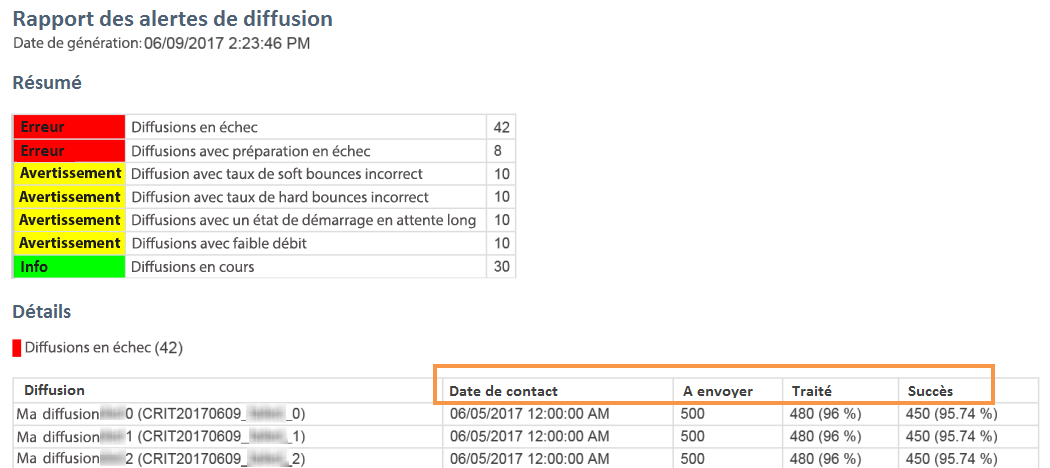 Rapport des alertes de diffusion
Date de génération: 06/09/2017 2:23:46 PM
Résumé
Erreur Diffusions en échec 42
Erreur Diffusions avec préparation en échec 8
Avertissement Diffusion avec taux de soft bounces incorrect 10
Avertissement Diffusion avec taux de hard bounces incorrect 10
Avertissement Diffusions avec un état de démarrage en attente long 10
Avertissement Diffusions avec faible débit 10
Info Diffusions en cours 30
Détails
Diffusions en échec (42)
Diffusion Date de contact A envoyer Traité Succès
Ma diffusion 0 (CRIT20170609_ _0) 06/05/2017 12:00:00 AM 500 480 (96 %) 450 (95.74 %)
Ma diffusion 1 (CRIT20170609_ _1) 06/05/2017 12:00:00 AM 500 480 (96 %) 450 (95.74 %)
Ma diffusion 2 (CRIT20170609_ _2) 06/05/2017 12:00:00 AM 500 480 (96 %) 450 (95.74 %)